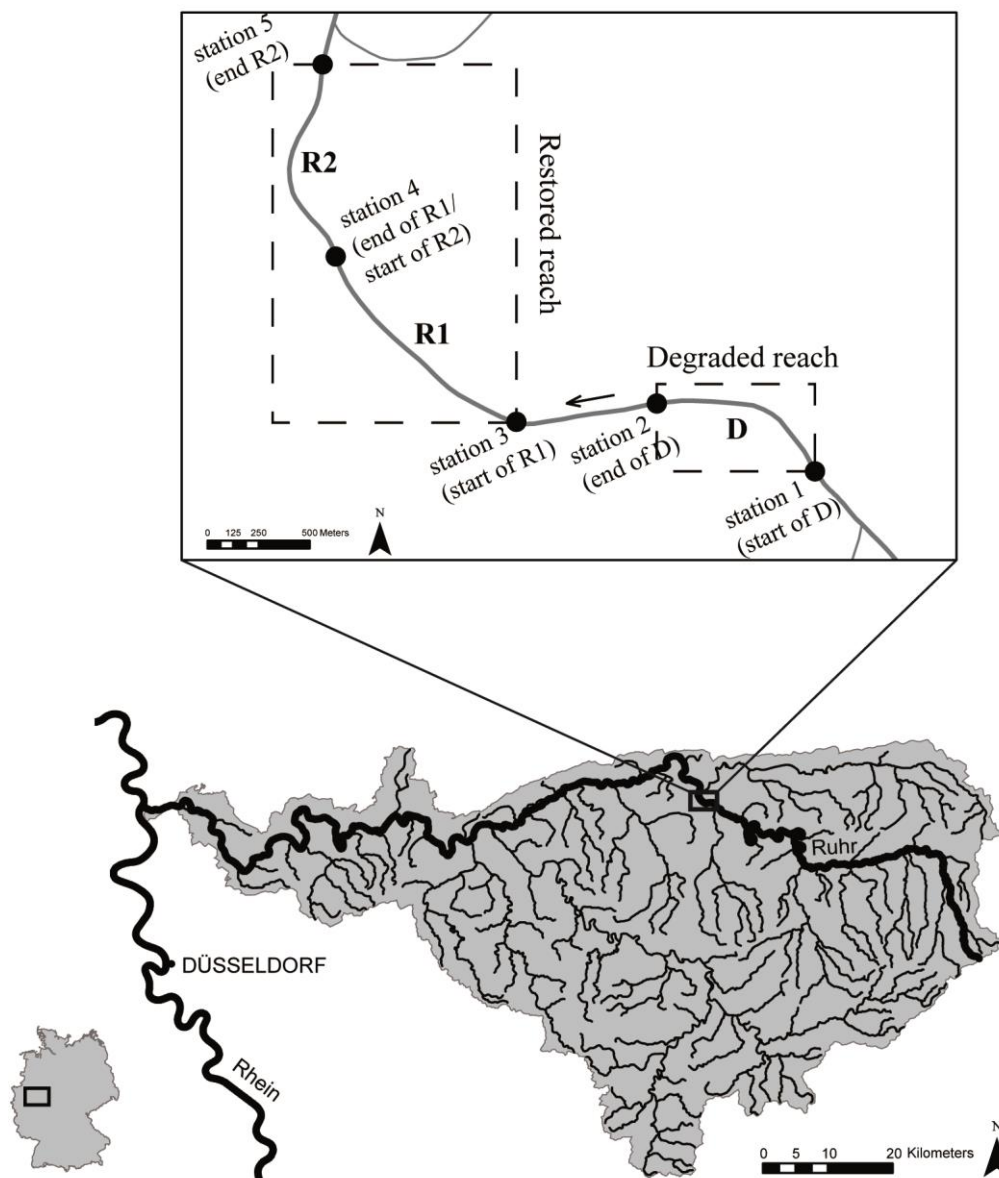 station 5
(end R2)
R2
station 4
(end of R1/
start of R2)
Restored reach
R1
Degraded reach
D
station 3
(start of R1)
station 2
(end of D)
station 1
(start of D)
0 125 250 500 Meters
N
Ruhr
DÜSSELDORF
Rhein
N
0 5 10 20 Kilometers